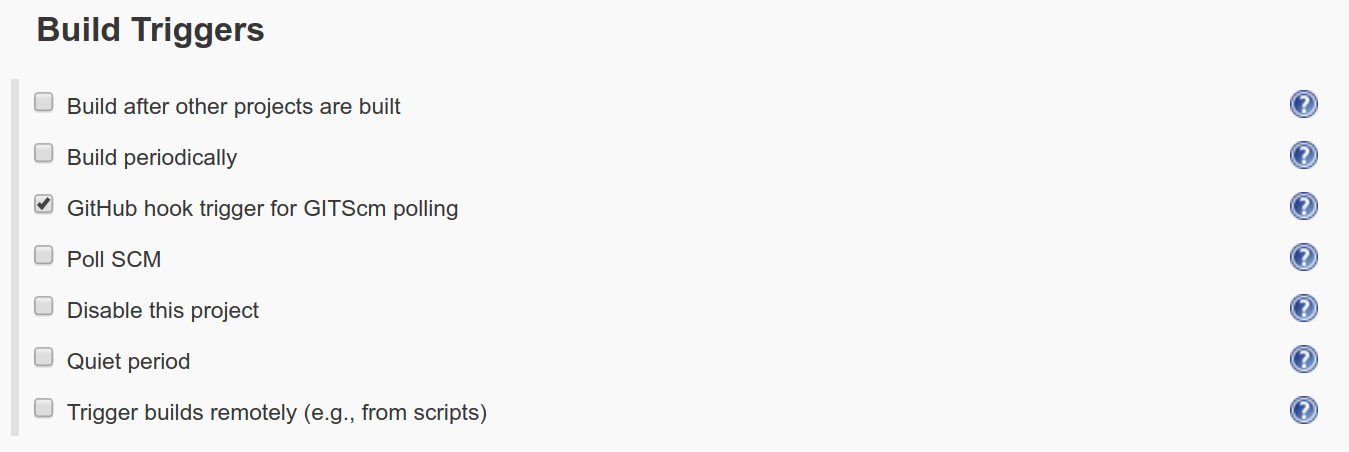 Build Triggers
Build after other projects are built
Build periodically
GitHub hook trigger for GITScm polling
Poll SCM
Disable this project
Quiet period
Trigger builds remotely (e.g., from scripts)